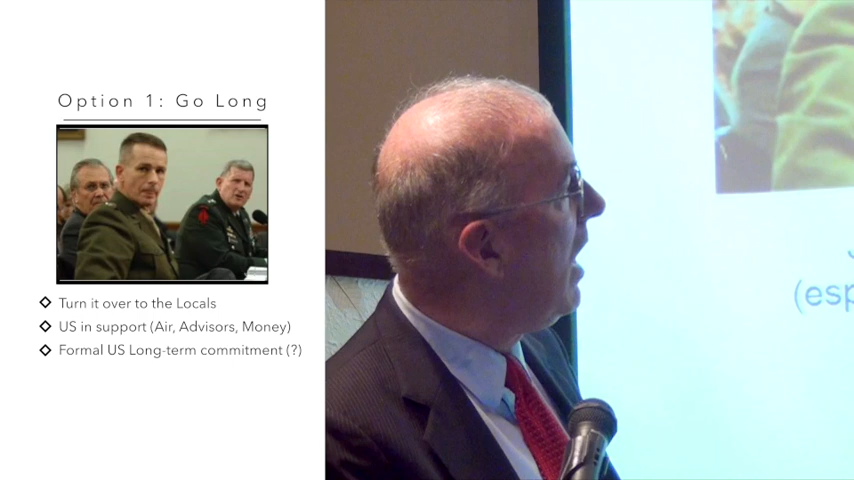 Option 1: Go Long
Turn it over to the Locals
US in support (Air, Advisors, Money)
Formal US Long-term commitment (?)
(esp